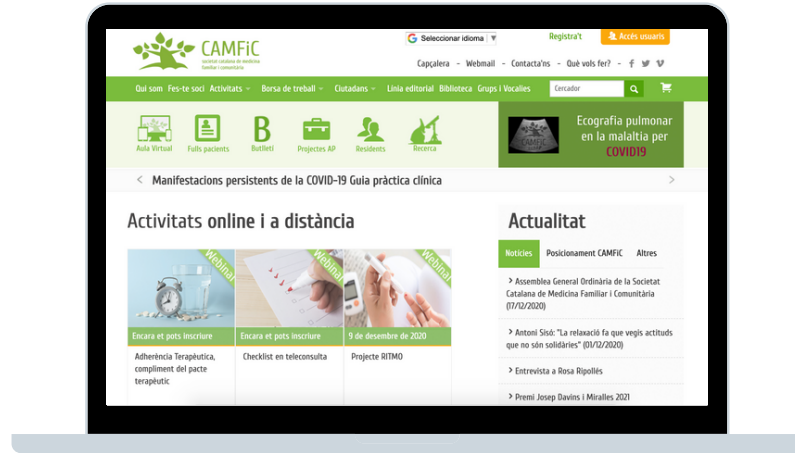 CAMFiC
societat catalana de medicina
familiar i comunitària
G Seleccionar idioma ▼
Registra't
Accés usuaris
Capçalera - Webmail - Contacta'ns - Què vols fer? -
Qui som Fes-te soci Activitats Borsa de treball Ciutadans Línia editorial Biblioteca Grups i Vocalies
Cercador
Aula Virtual
Fulls pacients
B
Butlletí
Projectes AP
Residents
Recerca
CAMFiC
Ecografia pulmonar
en la malaltia per
COVID19
< Manifestacions persistents de la COVID-19 Guia pràctica clínica >
Activitats online i a distància
Webinar
Webinar
Webinar
Encara et pots inscriure
Encara et pots inscriure
9 de desembre de 2020
Adherència Terapèutica,
compliment del pacte
terapèutic
Checklist en teleconsulta
Projecte RITMO
Actualitat
Notícies
Posicionament CAMFiC
Altres
> Assemblea General Ordinària de la Societat
Catalana de Medicina Familiar i Comunitària
(17/12/2020)
> Antoni Sisó: "La relaxació fa que vegis actituds
que no són solidàries" (01/12/2020)
> Entrevista a Rosa Ripollès
> Premi Josep Davins i Miralles 2021